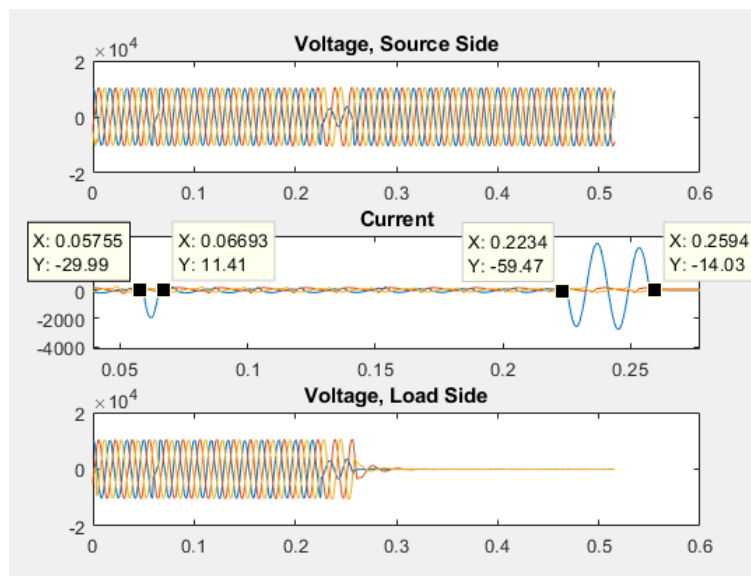 Voltage, Source Side
×10^4
2
0
-2
0 0.1 0.2 0.3 0.4 0.5 0.6
Current
X: 0.05755
Y: -29.99
X: 0.06693
Y: 11.41
X: 0.2234
Y: -59.47
X: 0.2594
Y: -14.03
0
-2000
-4000
0.05 0.1 0.15 0.2 0.25
Voltage, Load Side
×10^4
2
0
-2
0 0.1 0.2 0.3 0.4 0.5 0.6